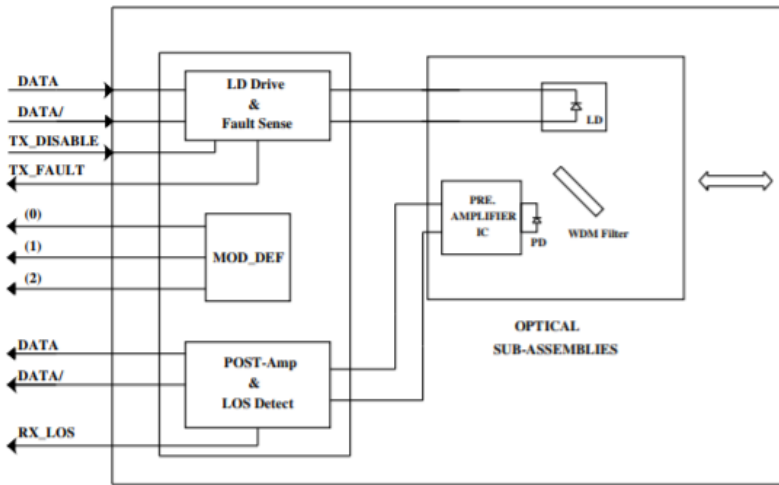 DATA
DATA/
TX_DISABLE
TX_FAULT
(0)
(1)
(2)
DATA
DATA/
RX_LOS
LD Drive
&
Fault Sense
MOD_DEF
POST-Amp
&
LOS Detect
LD
PRE.
AMPLIFIER
IC
PD
WDM Filter
OPTICAL
SUB-ASSEMBLIES